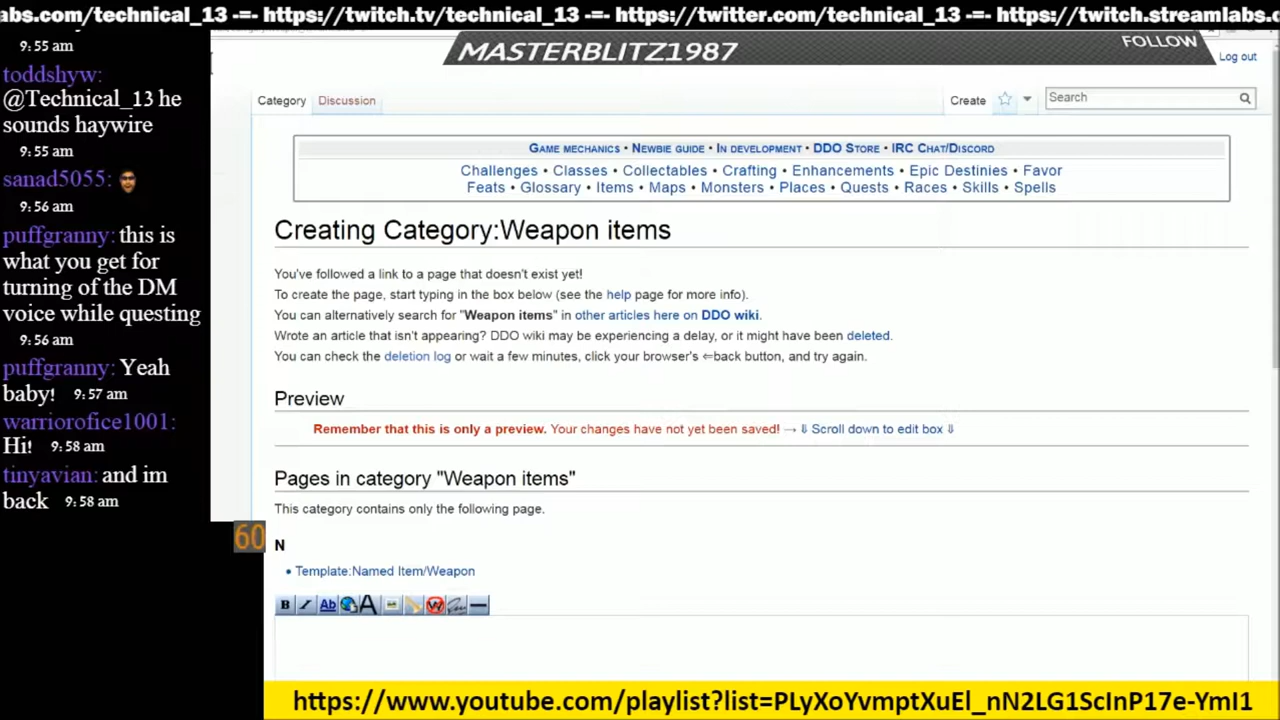 abs.com/technical_13 -=- https://twitch.tv/technical_13 -=- https://twitter.com/technical_13 -=- https://twitch.streamlabs.c
9:55 am
toddshyw:
@Technical_13 he
sounds haywire
9:55 am
sanad5055:
9:56 am
puffgranny: this is
what you get for
turning of the DM
voice while questing
9:56 am
puffgranny: Yeah
baby! 9:57 am
warriorofice1001:
Hi! 9:58 am
tinyavian: and im
back 9:58 am
MASTERBLITZ1987
FOLLOW
Log out
Category Discussion Create Search
Game mechanics • Newbie guide • In development • DDO Store • IRC Chat/Discord
Challenges • Classes • Collectables • Crafting • Enhancements • Epic Destinies • Favor
Feats • Glossary • Items • Maps • Monsters • Places • Quests • Races • Skills • Spells
Creating Category:Weapon items
You've followed a link to a page that doesn't exist yet!
To create the page, start typing in the box below (see the help page for more info).
You can alternatively search for "Weapon items" in other articles here on DDO wiki.
Wrote an article that isn't appearing? DDO wiki may be experiencing a delay, or it might have been deleted.
You can check the deletion log or wait a few minutes, click your browser's ⇐back button, and try again.
Preview
Remember that this is only a preview. Your changes have not yet been saved! → ⇓ Scroll down to edit box ⇓
Pages in category "Weapon items"
This category contains only the following page.
60
N
• Template:Named Item/Weapon
B I Ab A W
https://www.youtube.com/playlist?list=PLyXoYvmptXuEl_nN2LG1ScInP17e-YmI1